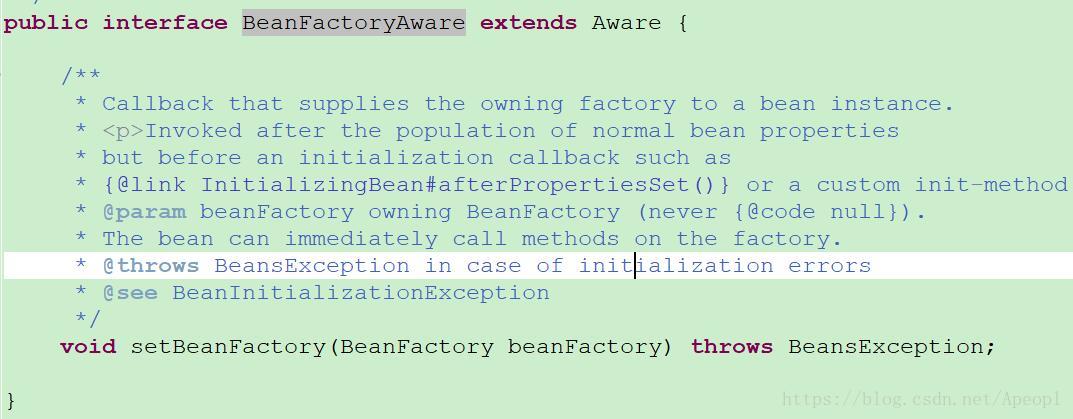 */
public interface BeanFactoryAware extends Aware {
/**
* Callback that supplies the owning factory to a bean instance.
* <p>Invoked after the population of normal bean properties
* but before an initialization callback such as
* {@link InitializingBean#afterPropertiesSet()} or a custom init-method
* @param beanFactory owning BeanFactory (never {@code null}).
* The bean can immediately call methods on the factory.
* @throws BeansException in case of initialization errors
* @see BeanInitializationException
*/
void setBeanFactory(BeanFactory beanFactory) throws BeansException;
}
https://blog.csdn.net/Apeopl